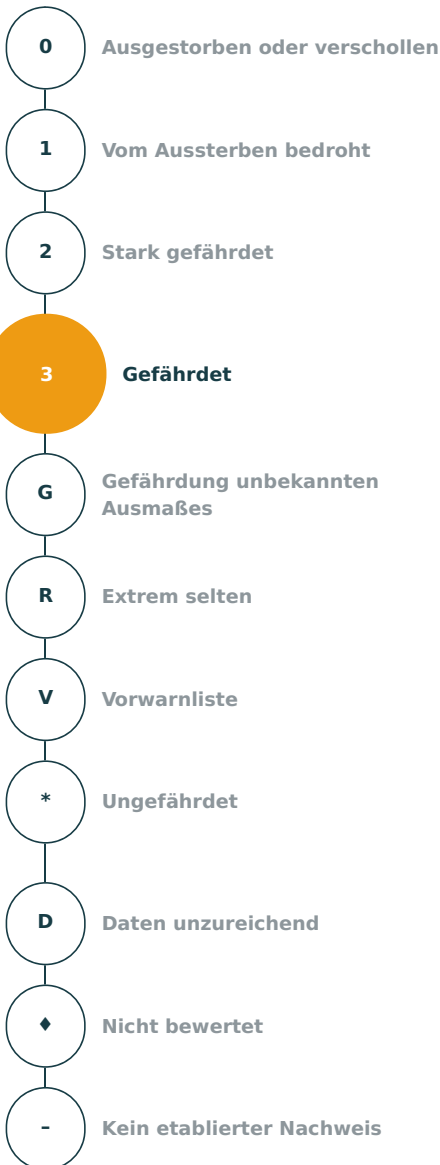 0 Ausgestorben oder verschollen
1 Vom Aussterben bedroht
2 Stark gefährdet
3 Gefährdet
G Gefährdung unbekannten
Ausmaßes
R Extrem selten
V Vorwarnliste
* Ungefährdet
D Daten unzureichend
♦ Nicht bewertet
– Kein etablierter Nachweis